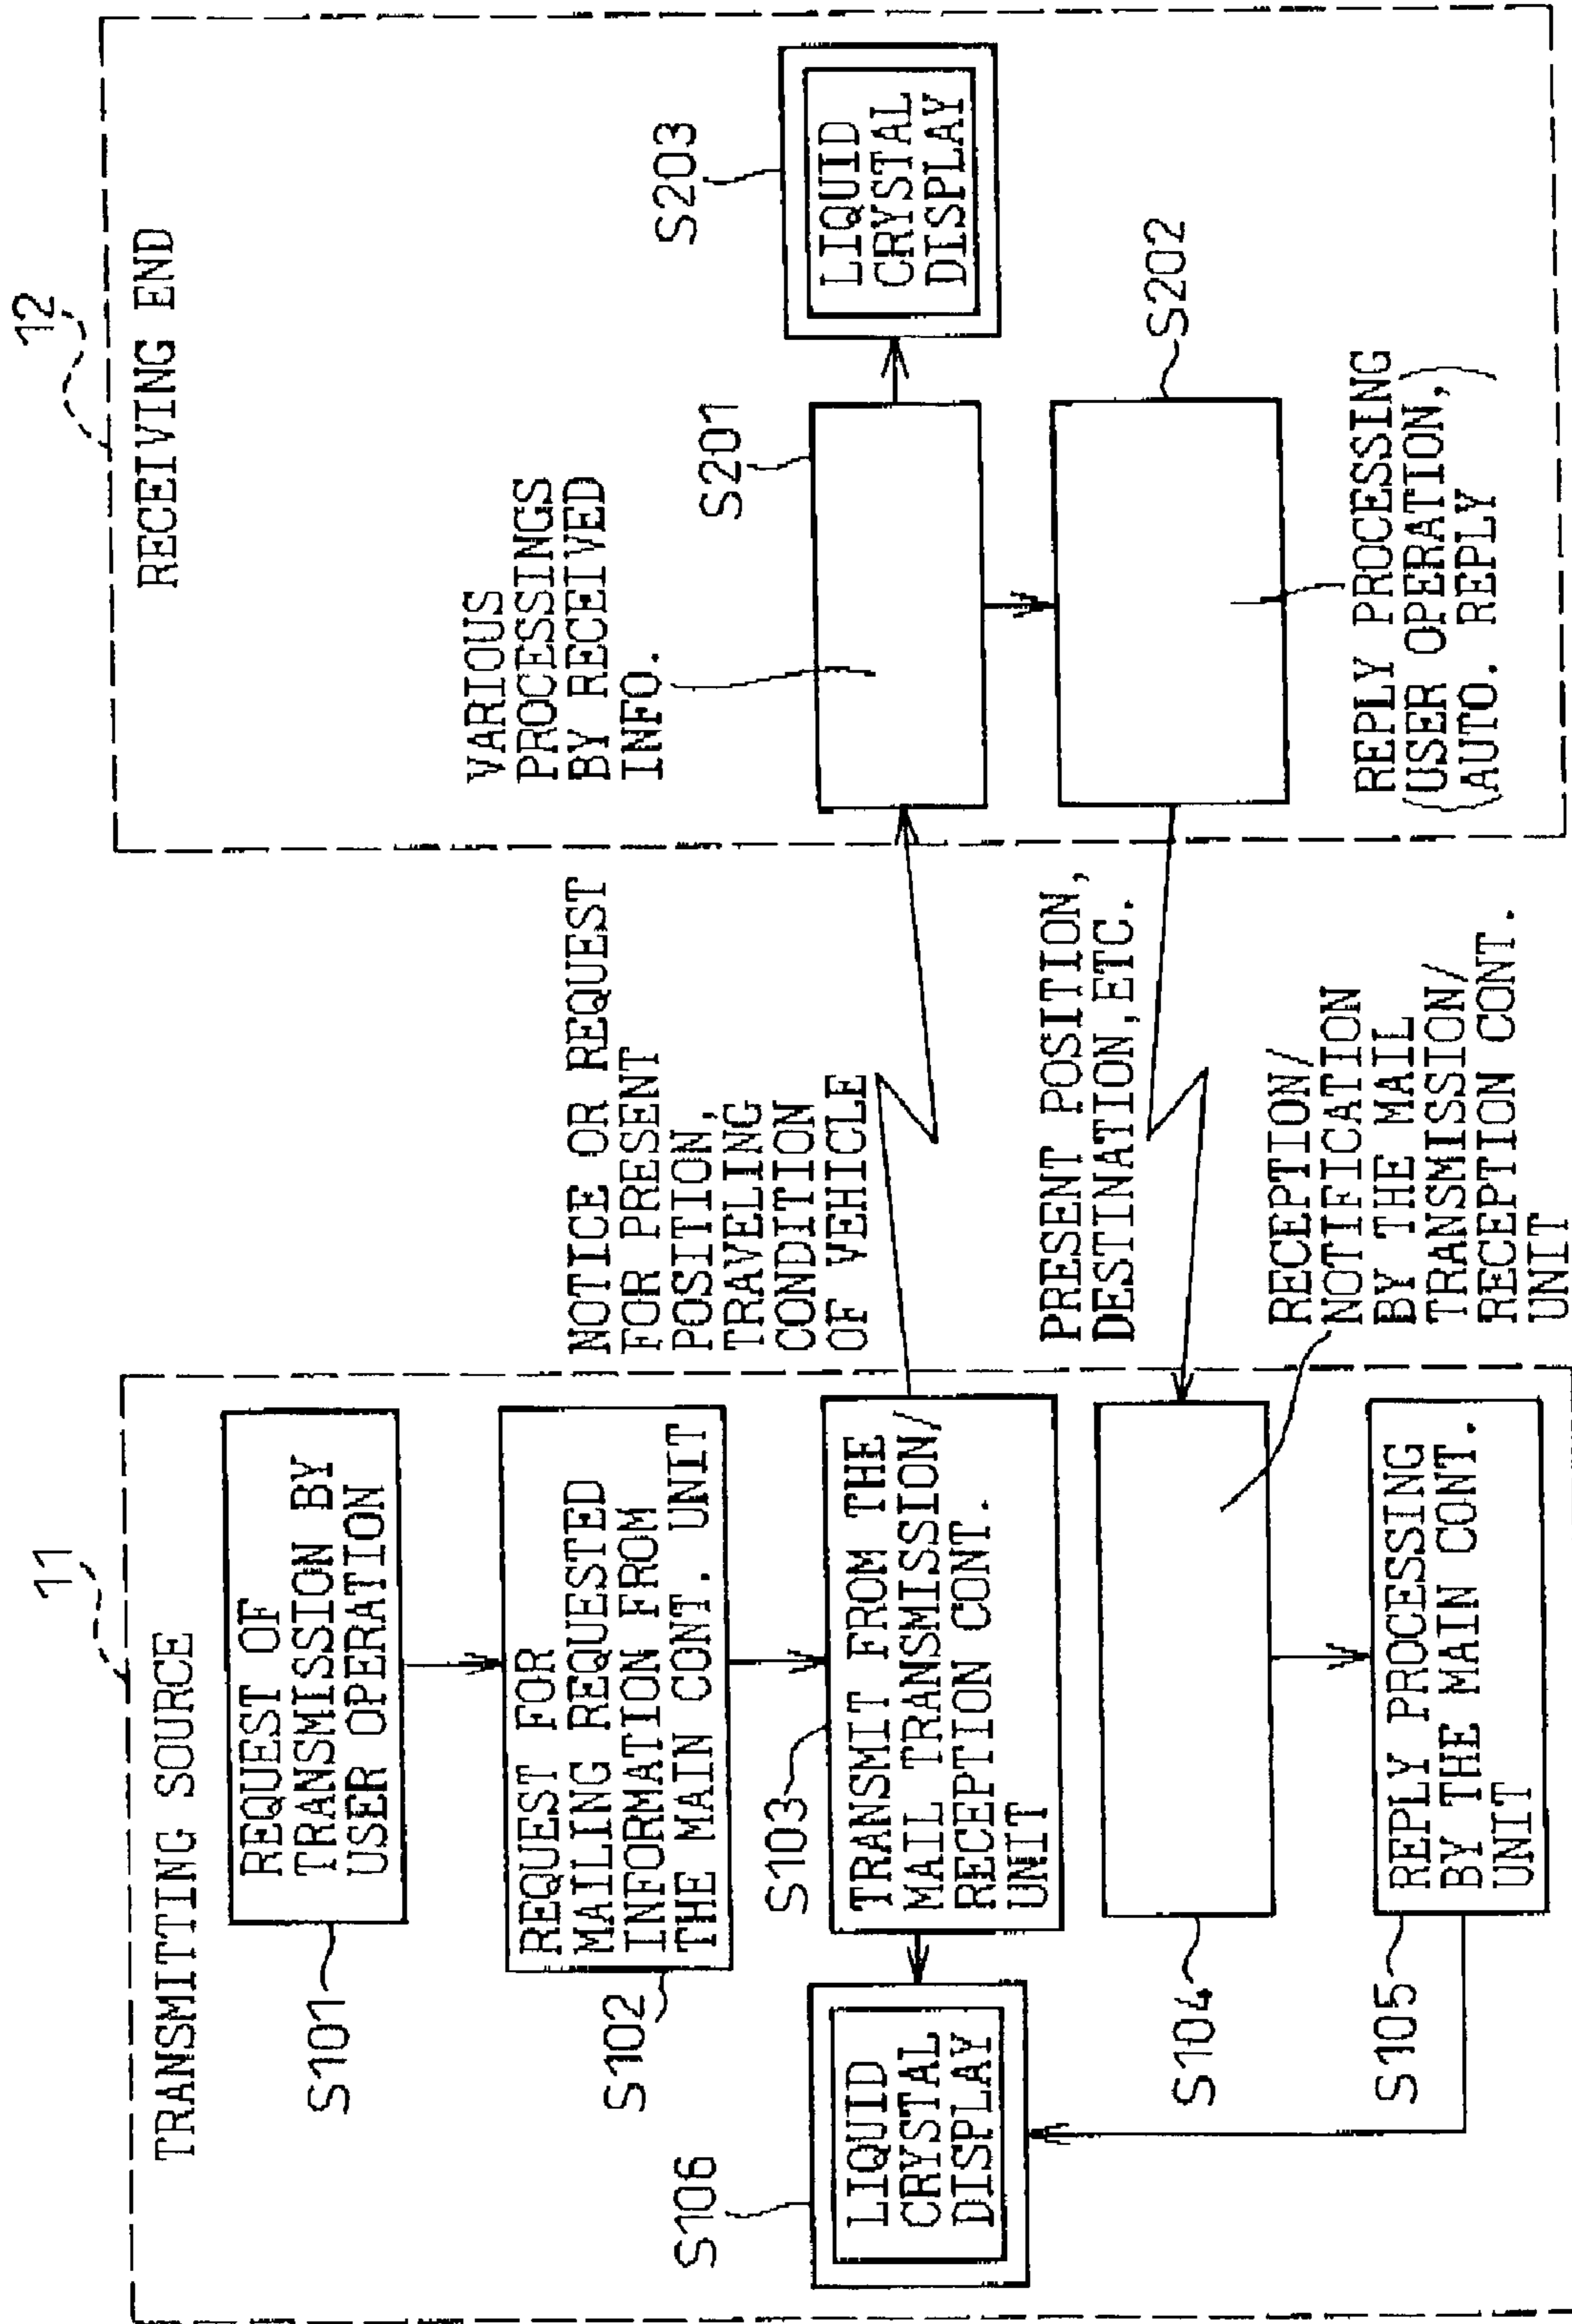 11
TRANSMITTING SOURCE
S101
REQUEST OF
TRANSMISSION BY
USER OPERATION
S102
REQUEST FOR
MAILING REQUESTED
INFORMATION FROM
THE MAIN CONT. UNIT
S103
TRANSMIT FROM THE
MAIL TRANSMISSION/
RECEPTION CONT.
UNIT
S106
LIQUID
CRYSTAL
DISPLAY
S104
S105
REPLY PROCESSING
BY THE MAIN CONT.
UNIT
NOTICE OR REQUEST
FOR PRESENT
POSITION,
TRAVELING
CONDITION
OF VEHICLE
PRESENT POSITION,
DESTINATION,ETC.
RECEPTION/
NOTIFICATION
BY THE MAIL
TRANSMISSION/
RECEPTION CONT.
UNIT
12
RECEIVING END
VARIOUS
PROCESSINGS
BY RECEIVED
INFO.
S201
S203
LIQUID
CRYSTAL
DISPLAY
S202
REPLY PROCESSING
(USER OPERATION,
AUTO. REPLY)